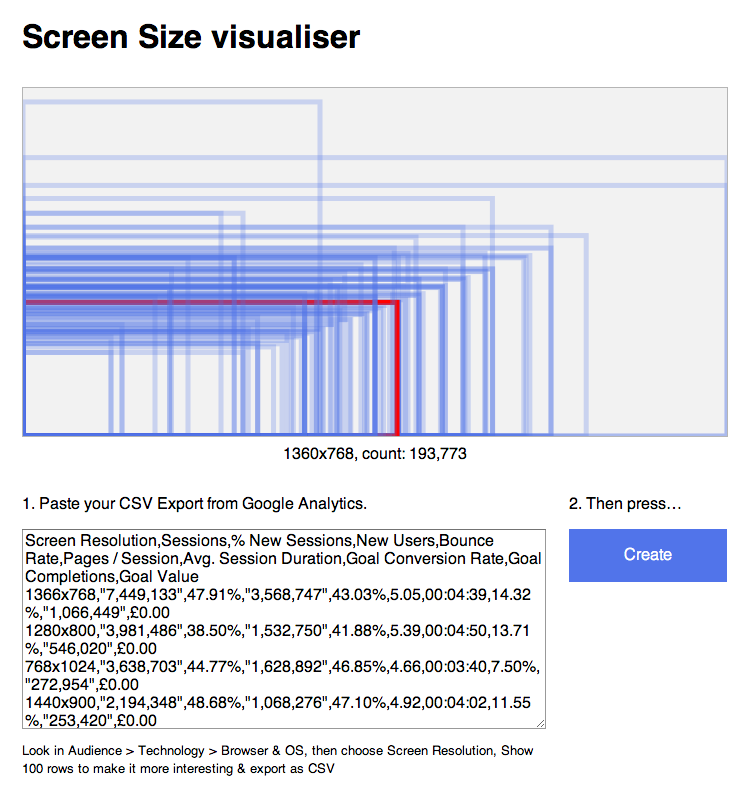 Screen Size visualiser
1360x768, count: 193,773
1. Paste your CSV Export from Google Analytics.
2. Then press...
Screen Resolution,Sessions,% New Sessions,New Users,Bounce
Rate,Pages / Session,Avg. Session Duration,Goal Conversion Rate,Goal
Completions,Goal Value
1366x768,"7,449,133",47.91%,"3,568,747",43.03%,5.05,00:04:39,14.32
%,"1,066,449",£0.00
1280x800,"3,981,486",38.50%,"1,532,750",41.88%,5.39,00:04:50,13.71
%,"546,020",£0.00
768x1024,"3,638,703",44.77%,"1,628,892",46.85%,4.66,00:03:40,7.50%,
"272,954",£0.00
1440x900,"2,194,348",48.68%,"1,068,276",47.10%,4.92,00:04:02,11.55
%,"253,420",£0.00
Create
Look in Audience > Technology > Browser & OS, then choose Screen Resolution, Show
100 rows to make it more interesting & export as CSV